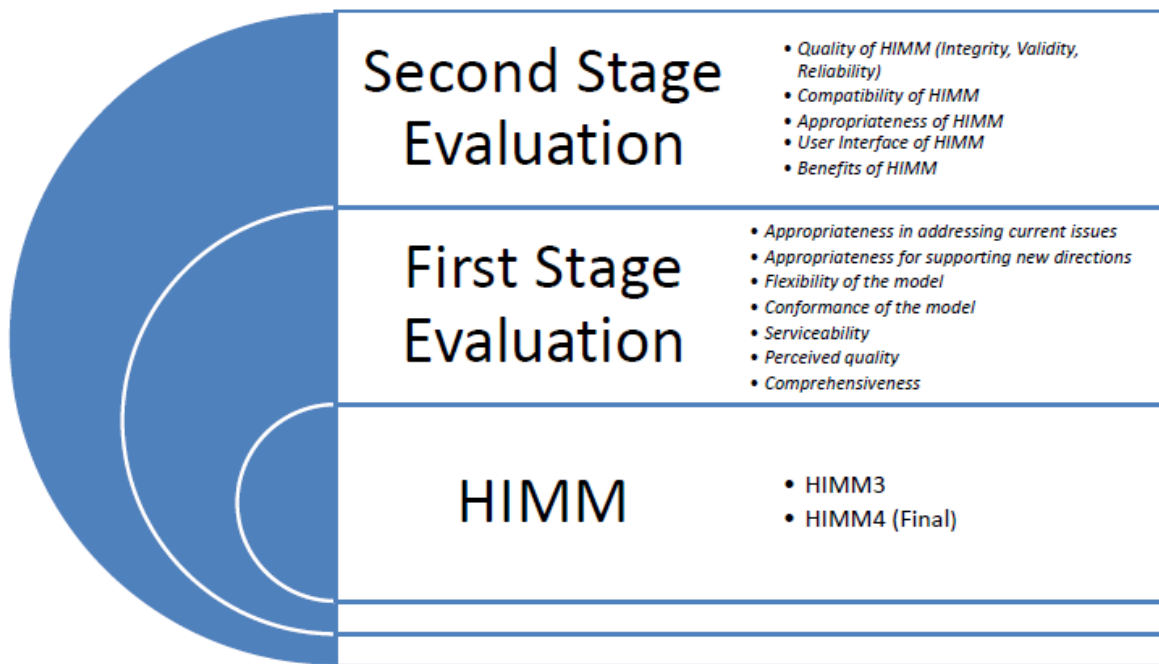 Second Stage
Evaluation
• Quality of HIMM (Integrity, Validity,
Reliability)
• Compatibility of HIMM
• Appropriateness of HIMM
• User Interface of HIMM
• Benefits of HIMM
First Stage
Evaluation
• Appropriateness in addressing current issues
• Appropriateness for supporting new directions
• Flexibility of the model
• Conformance of the model
• Serviceability
• Perceived quality
• Comprehensiveness
HIMM
• HIMM3
• HIMM4 (Final)